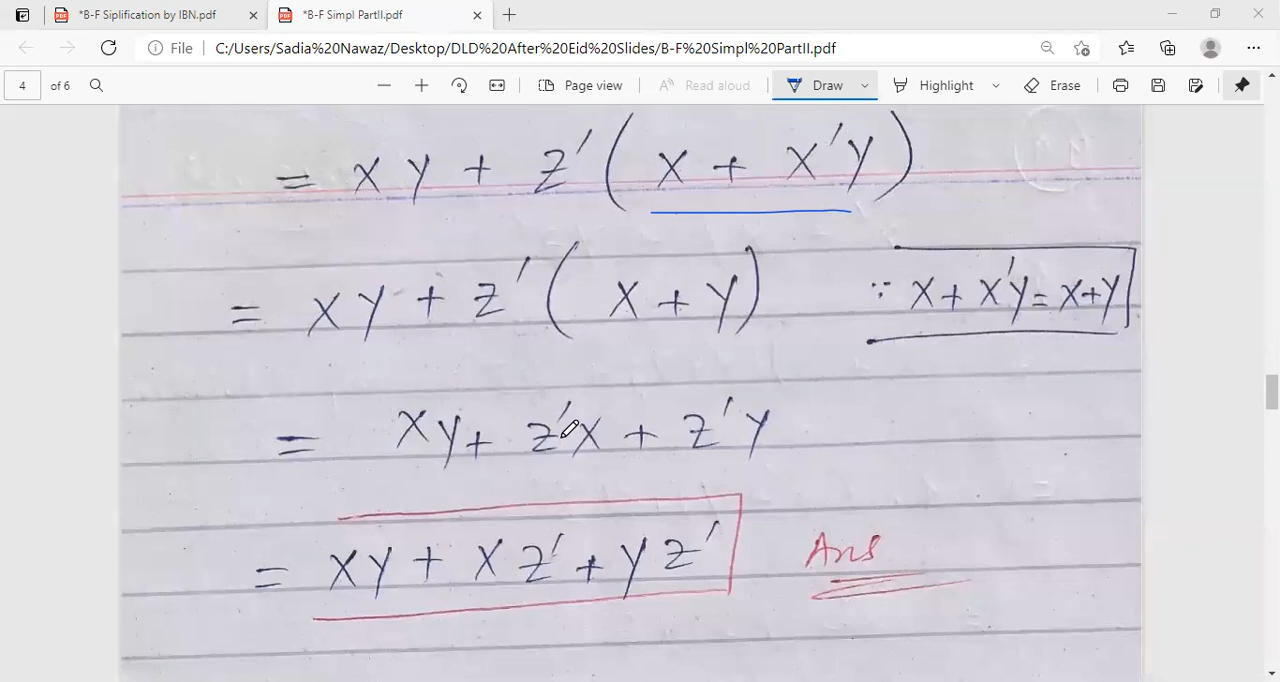 *B-F Siplification by IBN.pdf
*B-F Simpl PartII.pdf
File
C:/Users/Sadia%20Nawaz/Desktop/DLD%20After%20Eid%20Slides/B-F%20Simpl%20PartII.pdf
4 of 6
Page view
Read aloud
Draw
Highlight
Erase
= XY + Z'(X + X'Y)
= XY + Z'(X + Y) ∵ X + X'Y = X+Y
= XY + Z'X + Z'Y
= XY + XZ' + YZ' Ans